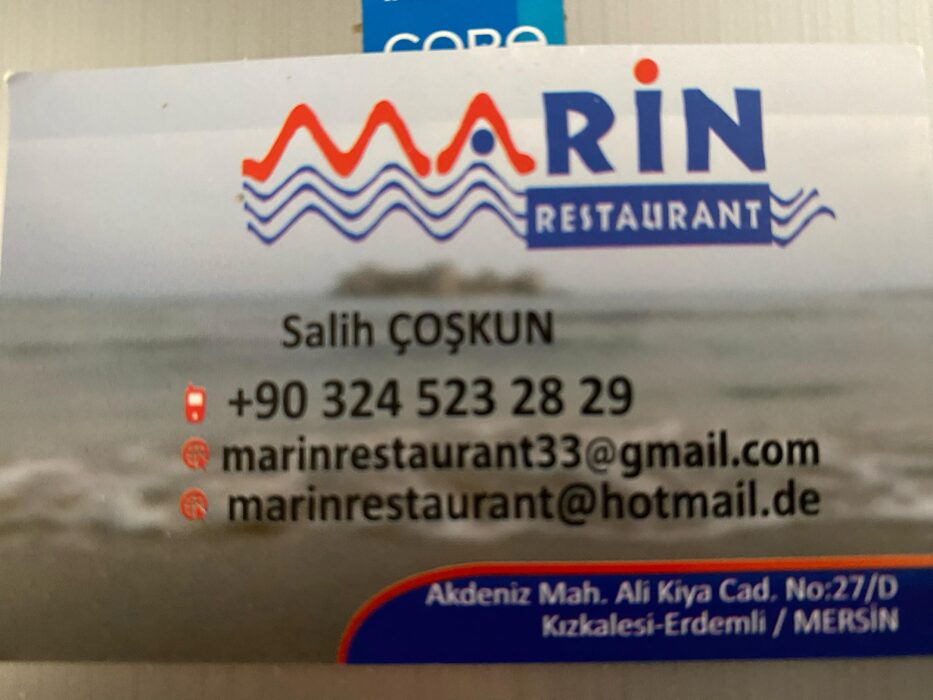 CORO
MARİN
RESTAURANT
Salih ÇOŞKUN
+90 324 523 28 29
marinrestaurant33@gmail.com
marinrestaurant@hotmail.de
Akdeniz Mah. Ali Kiya Cad. No:27/D
Kızkalesi-Erdemli / MERSİN